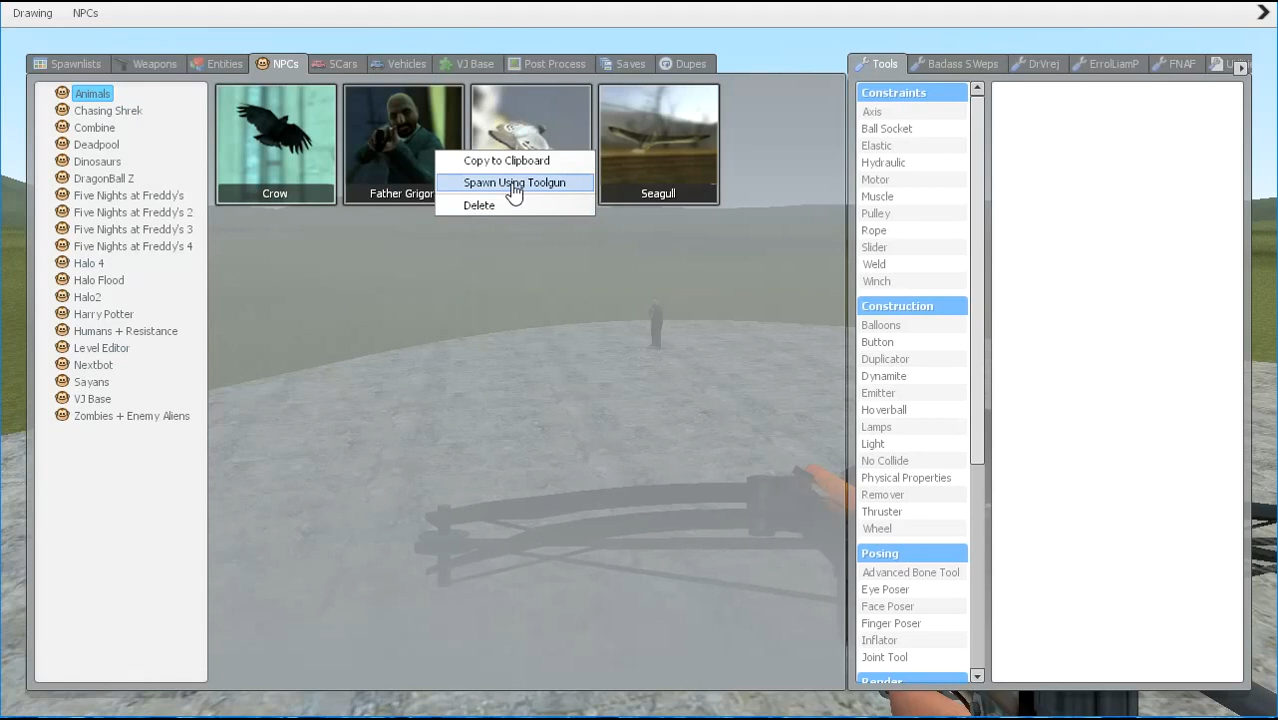 Drawing NPCs
Spawnlists Weapons Entities NPCs SCars Vehicles VJ Base Post Process Saves Dupes
Tools Badass SWeps DrVrej ErrolLiamP FNAF
Animals
Chasing Shrek
Combine
Deadpool
Dinosaurs
DragonBall Z
Five Nights at Freddy's
Five Nights at Freddy's 2
Five Nights at Freddy's 3
Five Nights at Freddy's 4
Halo 4
Halo Flood
Halo2
Harry Potter
Humans + Resistance
Level Editor
Nextbot
Sayans
VJ Base
Zombies + Enemy Aliens
Crow
Father Grigor
Seagull
Copy to Clipboard
Spawn Using Toolgun
Delete
Constraints
Axis
Ball Socket
Elastic
Hydraulic
Motor
Muscle
Pulley
Rope
Slider
Weld
Winch
Construction
Balloons
Button
Duplicator
Dynamite
Emitter
Hoverball
Lamps
Light
No Collide
Physical Properties
Remover
Thruster
Wheel
Posing
Advanced Bone Tool
Eye Poser
Face Poser
Finger Poser
Inflator
Joint Tool
Render